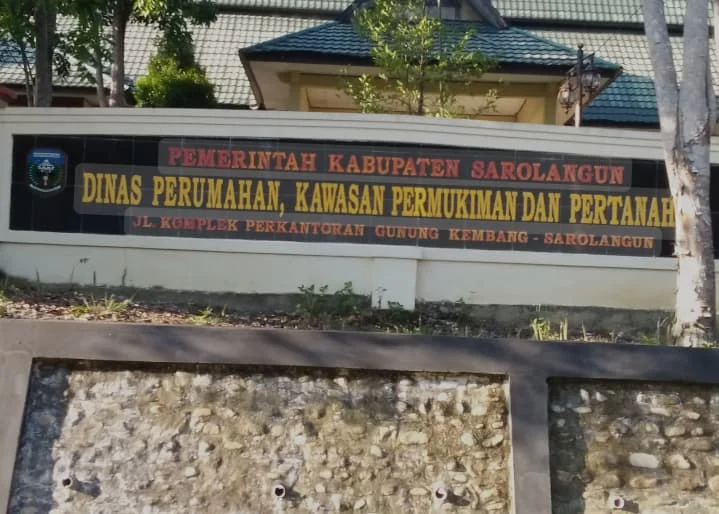 PEMERINTAH KABUPATEN SAROLANGUN
DINAS PERUMAHAN, KAWASAN PERMUKIMAN DAN PERTANAH
JL. KOMPLEK PERKANTORAN GUNUNG KEMBANG - SAROLANGUN